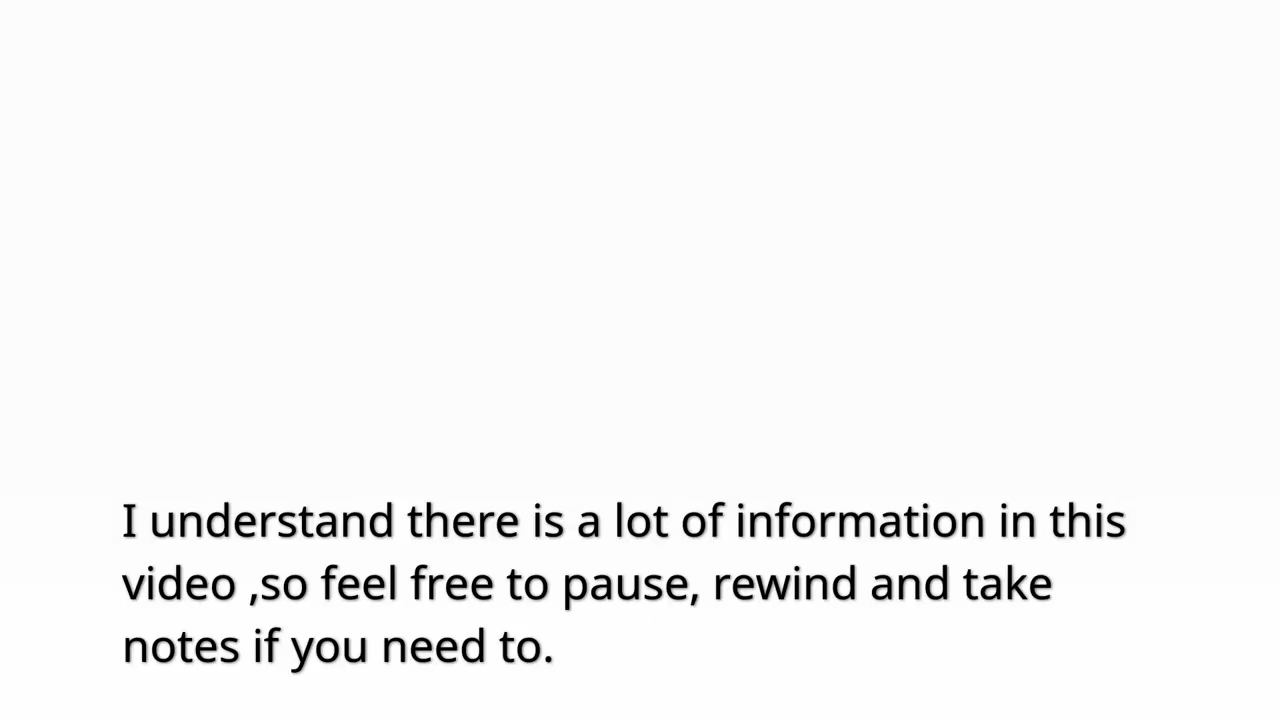 I understand there is a lot of information in this
video ,so feel free to pause, rewind and take
notes if you need to.